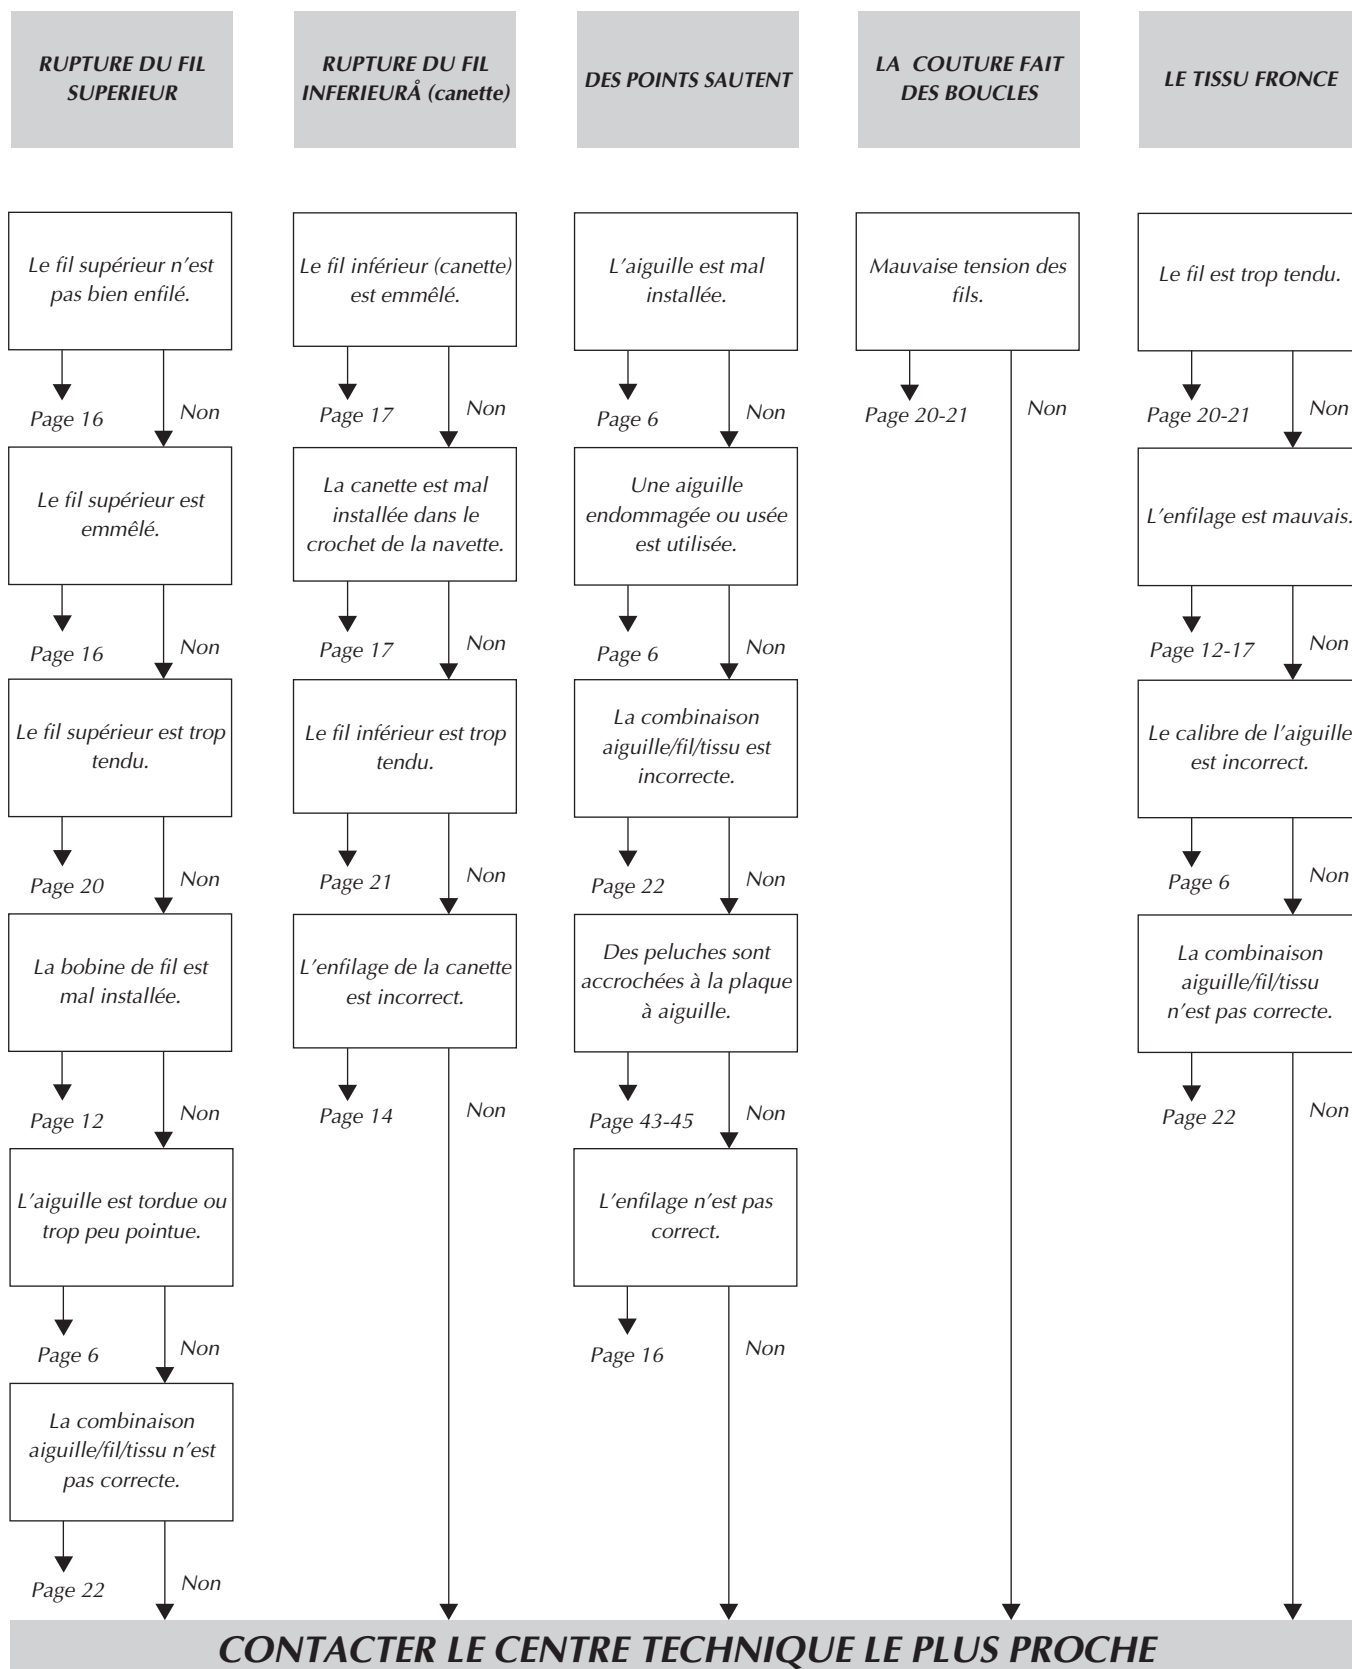 RUPTURE DU FIL
SUPERIEUR
RUPTURE DU FIL
INFERIEURÅ (canette)
DES POINTS SAUTENT
LA COUTURE FAIT
DES BOUCLES
LE TISSU FRONCE
Le fil supérieur n'est
pas bien enfilé.
Page 16
Non
Le fil supérieur est
emmêlé.
Page 16
Non
Le fil supérieur est trop
tendu.
Page 20
Non
La bobine de fil est
mal installée.
Page 12
Non
L'aiguille est tordue ou
trop peu pointue.
Page 6
Non
La combinaison
aiguille/fil/tissu n'est
pas correcte.
Page 22
Non
Le fil inférieur (canette)
est emmêlé.
Page 17
Non
La canette est mal
installée dans le
crochet de la navette.
Page 17
Non
Le fil inférieur est trop
tendu.
Page 21
Non
L'enfilage de la canette
est incorrect.
Page 14
Non
L'aiguille est mal
installée.
Page 6
Non
Une aiguille
endommagée ou usée
est utilisée.
Page 6
Non
La combinaison
aiguille/fil/tissu est
incorrecte.
Page 22
Non
Des peluches sont
accrochées à la plaque
à aiguille.
Page 43-45
Non
L'enfilage n'est pas
correct.
Page 16
Non
Mauvaise tension des
fils.
Page 20-21
Non
Le fil est trop tendu.
Page 20-21
Non
L'enfilage est mauvais.
Page 12-17
Non
Le calibre de l'aiguille
est incorrect.
Page 6
Non
La combinaison
aiguille/fil/tissu
n'est pas correcte.
Page 22
Non
CONTACTER LE CENTRE TECHNIQUE LE PLUS PROCHE